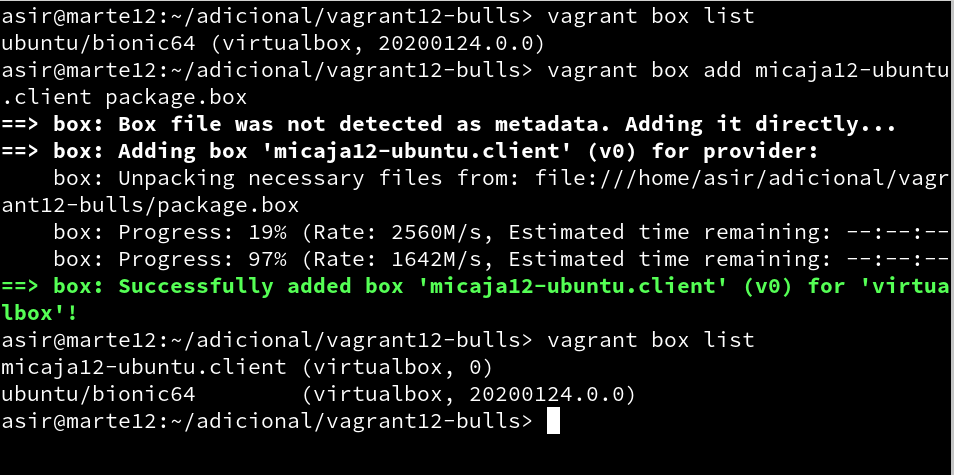 asir@marte12:~/adicional/vagrant12-bulls> vagrant box list
ubuntu/bionic64 (virtualbox, 20200124.0.0)
asir@marte12:~/adicional/vagrant12-bulls> vagrant box add micaja12-ubuntu
.client package.box
==> box: Box file was not detected as metadata. Adding it directly...
==> box: Adding box 'micaja12-ubuntu.client' (v0) for provider:
    box: Unpacking necessary files from: file:///home/asir/adicional/vagr
ant12-bulls/package.box
    box: Progress: 19% (Rate: 2560M/s, Estimated time remaining: --:--:--
    box: Progress: 97% (Rate: 1642M/s, Estimated time remaining: --:--:--
==> box: Successfully added box 'micaja12-ubuntu.client' (v0) for 'virtua
lbox'!
asir@marte12:~/adicional/vagrant12-bulls> vagrant box list
micaja12-ubuntu.client (virtualbox, 0)
ubuntu/bionic64        (virtualbox, 20200124.0.0)
asir@marte12:~/adicional/vagrant12-bulls>